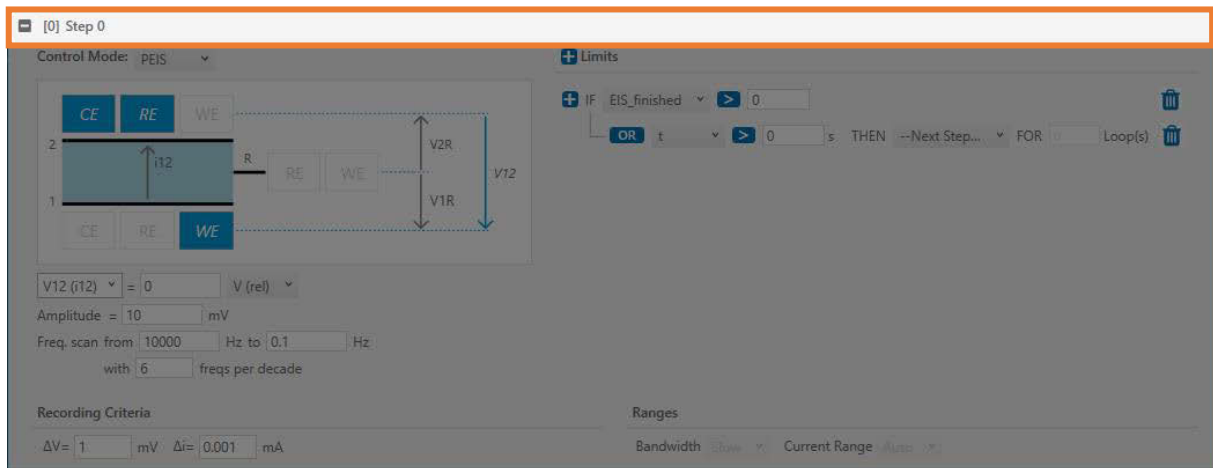 [0] Step 0
Control Mode: PEIS
Limits
IF EIS_finished > 0
OR t > 0 s THEN --Next Step... FOR 0 Loop(s)
CE RE WE
2
i12
R
RE WE
V2R
V12
V1R
1
CE RE WE
V12 (i12) = 0 V (rel)
Amplitude = 10 mV
Freq. scan from 10000 Hz to 0.1 Hz
with 6 freqs per decade
Recording Criteria
Ranges
ΔV= 1 mV Δi= 0.001 mA
Bandwidth Slow Current Range Auto